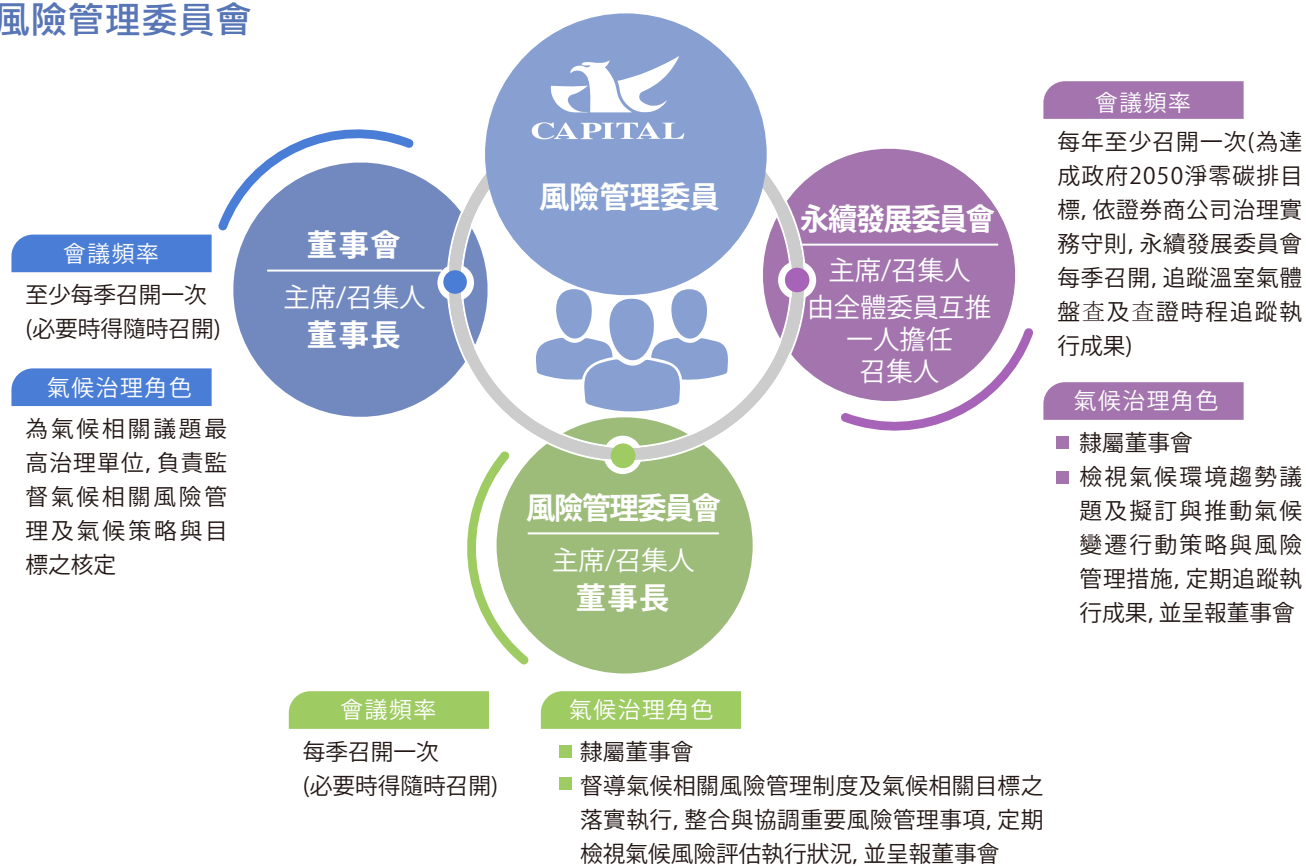 風險管理委員會
CAPITAL
風險管理委員
董事會
主席/召集人
董事長
會議頻率
至少每季召開一次
(必要時得隨時召開)
氣候治理角色
為氣候相關議題最
高治理單位, 負責監
督氣候相關風險管
理及氣候策略與目
標之核定
永續發展委員會
主席/召集人
由全體委員互推
一人擔任
召集人
會議頻率
每年至少召開一次(為達
成政府2050淨零碳排目
標, 依證券商公司治理實
務守則, 永續發展委員會
每季召開, 追蹤溫室氣體
盤查及查證時程追蹤執
行成果)
氣候治理角色
■ 隸屬董事會
■ 檢視氣候環境趨勢議
題及擬訂與推動氣候
變遷行動策略與風險
管理措施, 定期追蹤執
行成果, 並呈報董事會
風險管理委員會
主席/召集人
董事長
會議頻率
每季召開一次
(必要時得隨時召開)
氣候治理角色
■ 隸屬董事會
■ 督導氣候相關風險管理制度及氣候相關目標之
落實執行, 整合與協調重要風險管理事項, 定期
檢視氣候風險評估執行狀況, 並呈報董事會